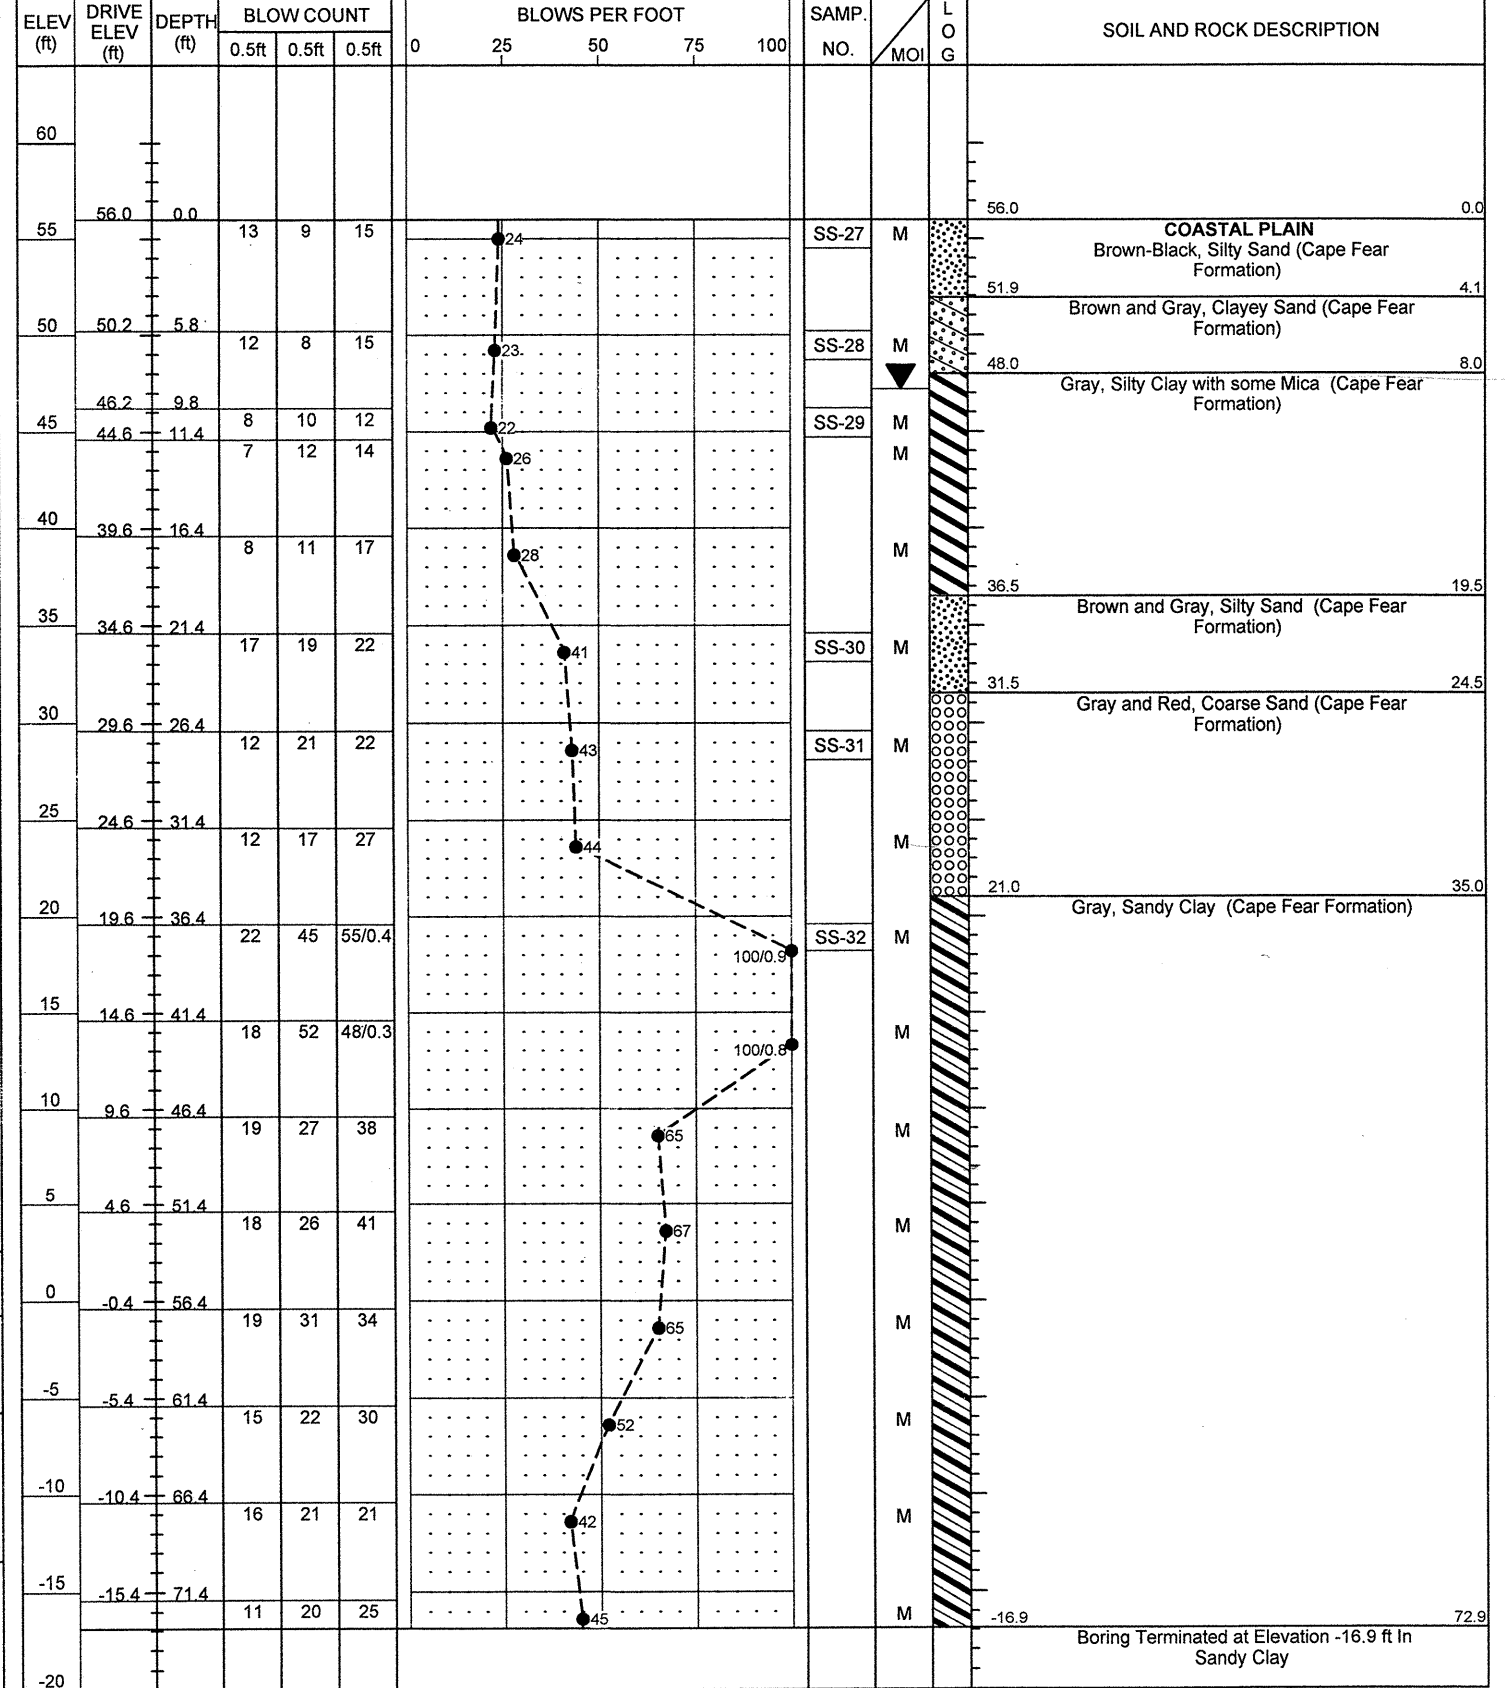 ELEV (ft) DRIVE ELEV (ft) DEPTH (ft) BLOW COUNT 0.5ft 0.5ft 0.5ft BLOWS PER FOOT 0 25 50 75 100 SAMP. NO. MOI L O G SOIL AND ROCK DESCRIPTION
60
56.0 0.0 56.0 0.0
55 13 9 15 24 SS-27 M COASTAL PLAIN
Brown-Black, Silty Sand (Cape Fear
Formation)
51.9 4.1
Brown and Gray, Clayey Sand (Cape Fear
Formation)
50 50.2 5.8
12 8 15 23 SS-28 M
48.0 8.0
Gray, Silty Clay with some Mica (Cape Fear
Formation)
46.2 9.8
45 8 10 12 22 SS-29 M
44.6 11.4
7 12 14 26 M
40 39.6 16.4
8 11 17 28 M
36.5 19.5
Brown and Gray, Silty Sand (Cape Fear
Formation)
35 34.6 21.4
17 19 22 41 SS-30 M
31.5 24.5
Gray and Red, Coarse Sand (Cape Fear
Formation)
30 29.6 26.4
12 21 22 43 SS-31 M
25 24.6 31.4
12 17 27 44 M
21.0 35.0
Gray, Sandy Clay (Cape Fear Formation)
20 19.6 36.4
22 45 55/0.4 100/0.9 SS-32 M
15 14.6 41.4
18 52 48/0.3 100/0.8 M
10 9.6 46.4
19 27 38 65 M
5 4.6 51.4
18 26 41 67 M
0 -0.4 56.4
19 31 34 65 M
-5 -5.4 61.4
15 22 30 52 M
-10 -10.4 66.4
16 21 21 42 M
-15 -15.4 71.4
11 20 25 45 M
-16.9 72.9
Boring Terminated at Elevation -16.9 ft In
Sandy Clay
-20